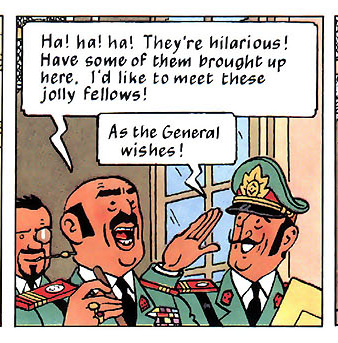 Ha! ha! ha! They're hilarious!
Have some of them brought up
here. I'd like to meet these
jolly fellows!
As the General
wishes!